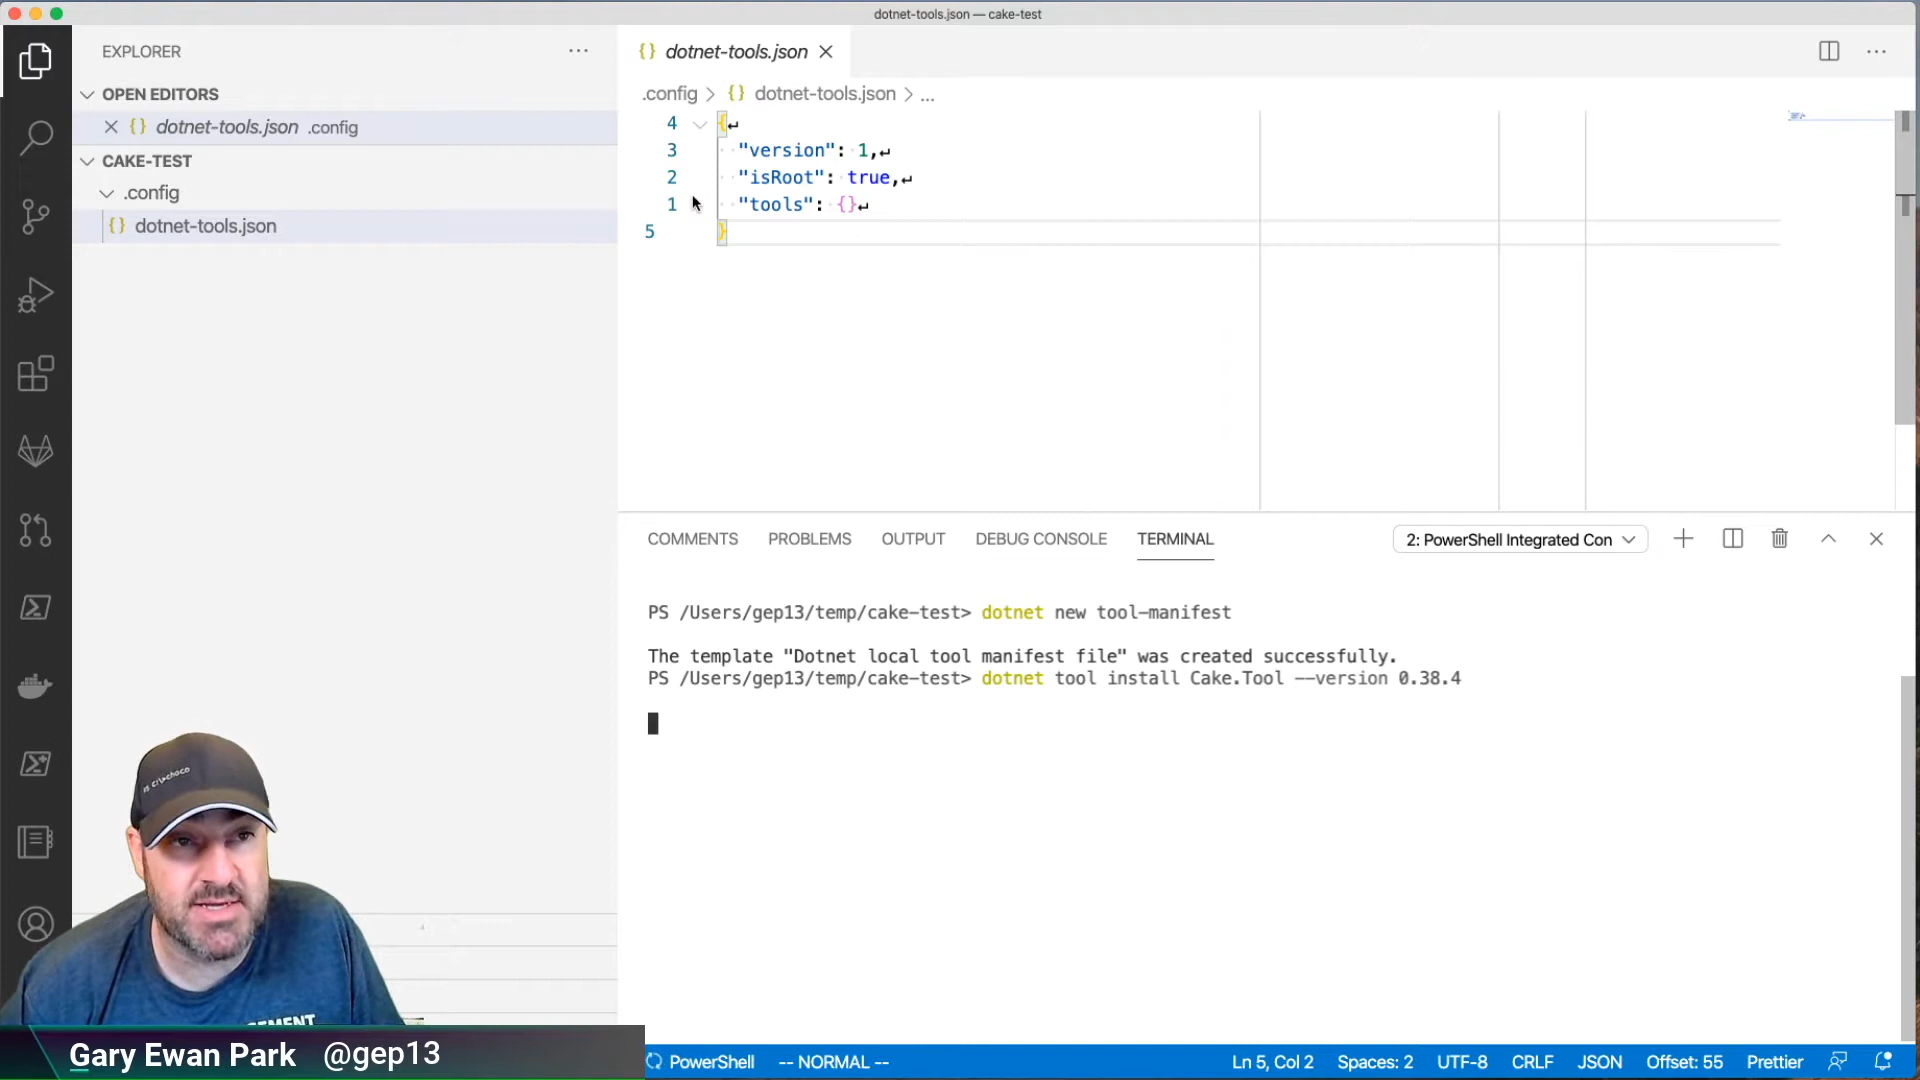 dotnet-tools.json — cake-test
EXPLORER
OPEN EDITORS
dotnet-tools.json .config
CAKE-TEST
.config
dotnet-tools.json
dotnet-tools.json
.config > dotnet-tools.json > ...
4 {
3 "version": 1,
2 "isRoot": true,
1 "tools": {}
5 }
COMMENTS PROBLEMS OUTPUT DEBUG CONSOLE TERMINAL
2: PowerShell Integrated Con
PS /Users/gep13/temp/cake-test> dotnet new tool-manifest
The template "Dotnet local tool manifest file" was created successfully.
PS /Users/gep13/temp/cake-test> dotnet tool install Cake.Tool --version 0.38.4
Gary Ewan Park @gep13
PowerShell -- NORMAL -- Ln 5, Col 2 Spaces: 2 UTF-8 CRLF JSON Offset: 55 Prettier